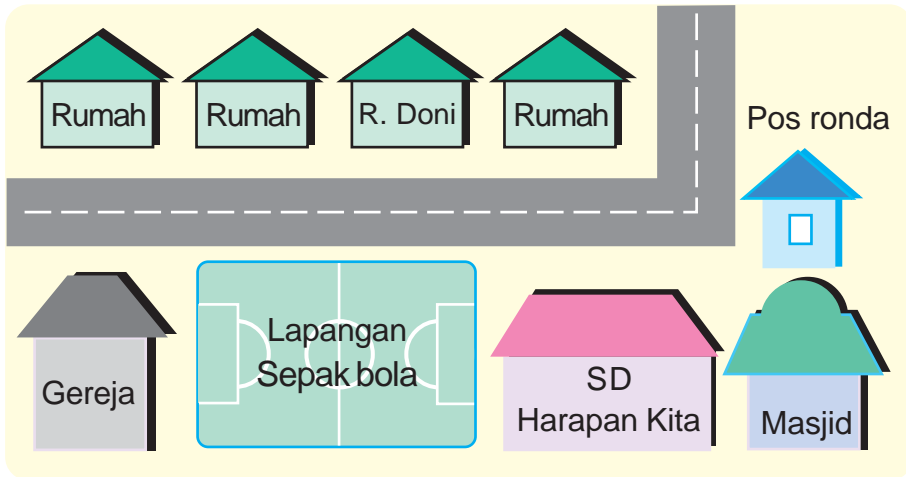 Rumah
Rumah
R. Doni
Rumah
Pos ronda
Gereja
Lapangan
Sepak bola
SD
Harapan Kita
Masjid